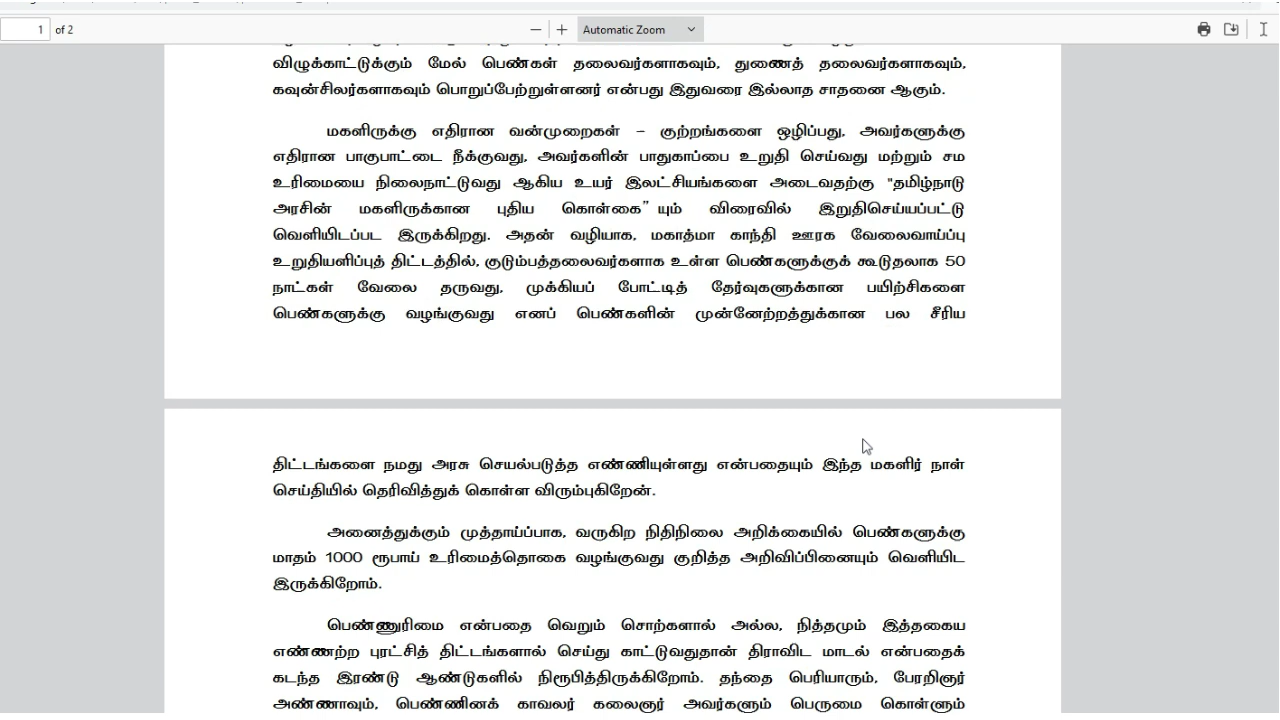 1 of 2
Automatic Zoom
விழுக்காட்டுக்கும் மேல் பெண்கள் தலைவர்களாகவும், துணைத் தலைவர்களாகவும்,
கவுன்சிலர்களாகவும் பொறுப்பேற்றுள்ளனர் என்பது இதுவரை இல்லாத சாதனை ஆகும்.
மகளிருக்கு எதிரான வன்முறைகள் – குற்றங்களை ஒழிப்பது, அவர்களுக்கு
எதிரான பாகுபாட்டை நீக்குவது, அவர்களின் பாதுகாப்பை உறுதி செய்வது மற்றும் சம
உரிமையை நிலைநாட்டுவது ஆகிய உயர் இலட்சியங்களை அடைவதற்கு "தமிழ்நாடு
அரசின் மகளிருக்கான புதிய கொள்கை” யும் விரைவில் இறுதிசெய்யப்பட்டு
வெளியிடப்பட இருக்கிறது. அதன் வழியாக, மகாத்மா காந்தி ஊரக வேலைவாய்ப்பு
உறுதியளிப்புத் திட்டத்தில், குடும்பத்தலைவர்களாக உள்ள பெண்களுக்குக் கூடுதலாக 50
நாட்கள் வேலை தருவது, முக்கியப் போட்டித் தேர்வுகளுக்கான பயிற்சிகளை
பெண்களுக்கு வழங்குவது எனப் பெண்களின் முன்னேற்றத்துக்கான பல சீரிய
திட்டங்களை நமது அரசு செயல்படுத்த எண்ணியுள்ளது என்பதையும் இந்த மகளிர் நாள்
செய்தியில் தெரிவித்துக் கொள்ள விரும்புகிறேன்.
அனைத்துக்கும் முத்தாய்ப்பாக, வருகிற நிதிநிலை அறிக்கையில் பெண்களுக்கு
மாதம் 1000 ரூபாய் உரிமைத்தொகை வழங்குவது குறித்த அறிவிப்பினையும் வெளியிட
இருக்கிறோம்.
பெண்ணுரிமை என்பதை வெறும் சொற்களால் அல்ல, நித்தமும் இத்தகைய
எண்ணற்ற புரட்சித் திட்டங்களால் செய்து காட்டுவதுதான் திராவிட மாடல் என்பதைக்
கடந்த இரண்டு ஆண்டுகளில் நிரூபித்திருக்கிறோம். தந்தை பெரியாரும், பேரறிஞர்
அண்ணாவும், பெண்ணினக் காவலர் கலைஞர் அவர்களும் பெருமை கொள்ளும்